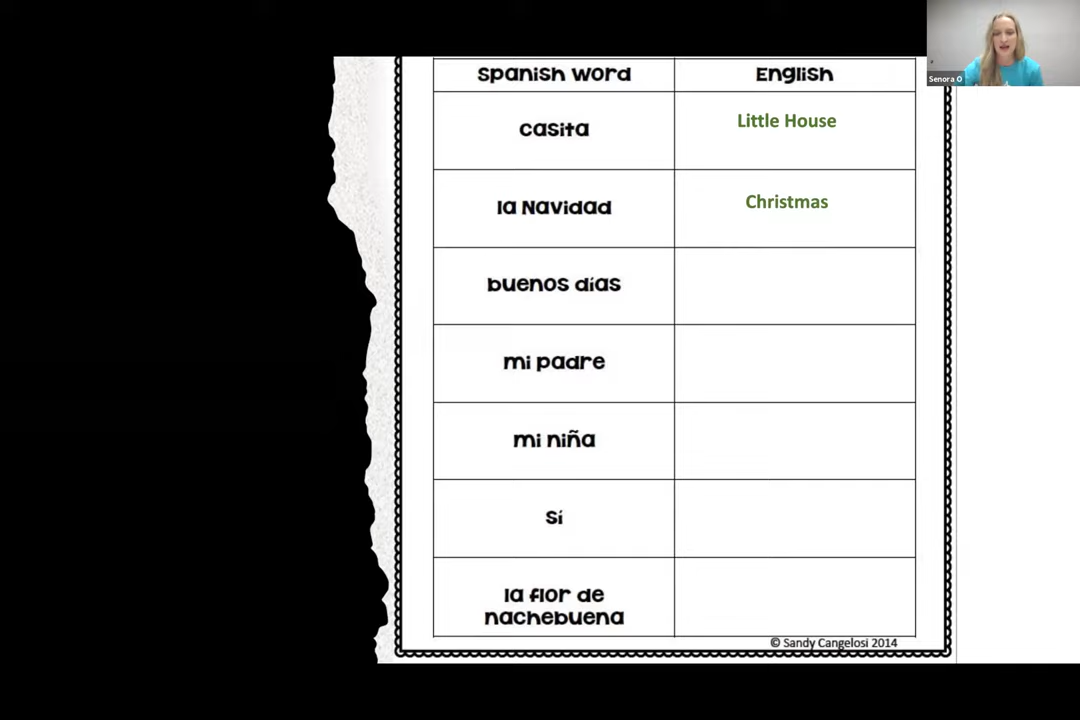 Senora O
Spanish Word
English
casita
Little House
la Navidad
Christmas
buenos días
mi padre
mi niña
sí
la flor de
nachebuena
© Sandy Cangelosi 2014